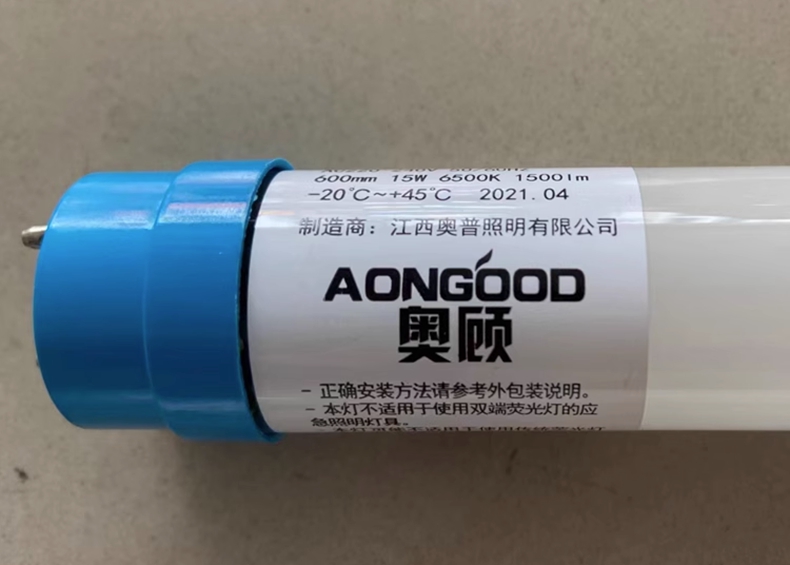 600mm 15W 6500K 1500lm
-20℃~+45℃ 2021.04
制造商：江西奥普照明有限公司
AONGOOD
奥顾
- 正确安装方法请参考外包装说明。
- 本灯不适用于使用双端荧光灯的应
急照明灯具。